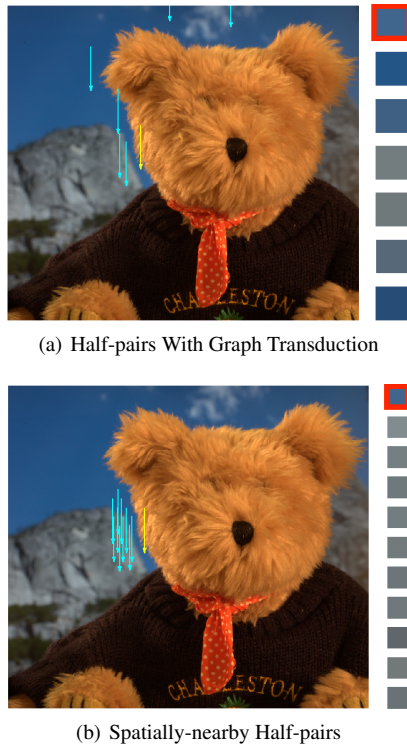 CHARLESTON
(a) Half-pairs With Graph Transduction
CHARLESTON
(b) Spatially-nearby Half-pairs